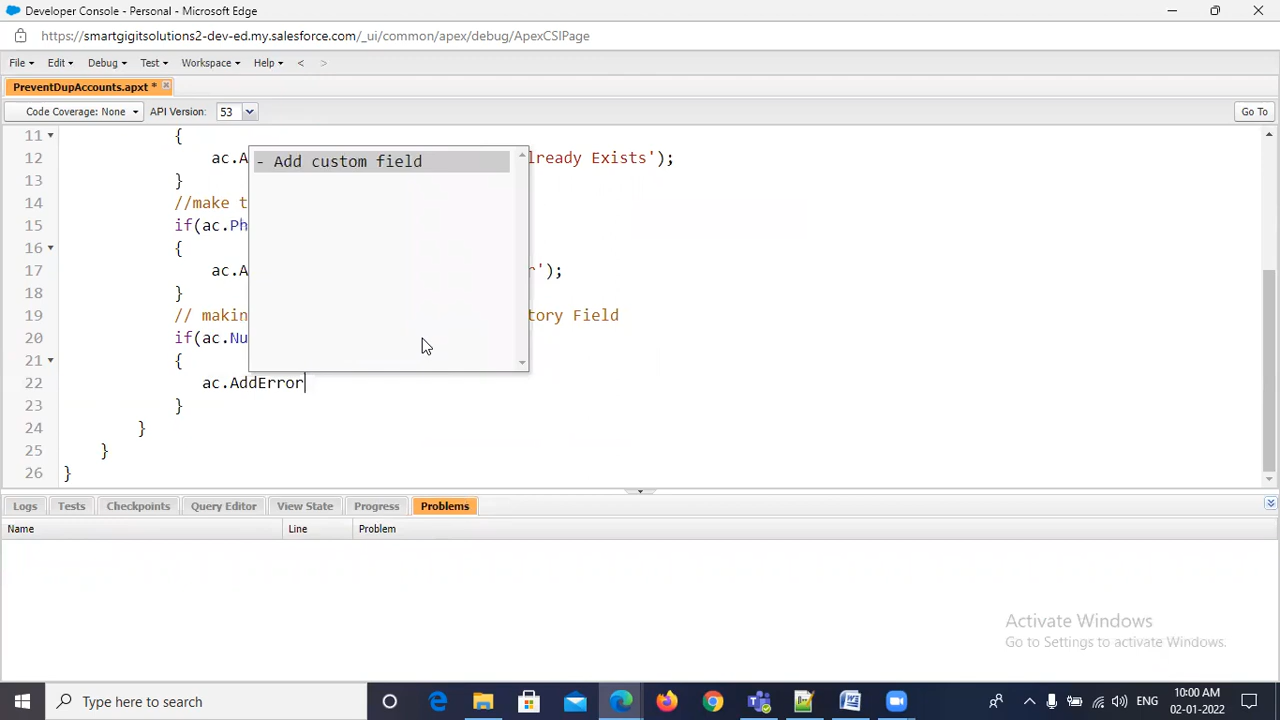 Developer Console - Personal - Microsoft Edge
https://smartgigitsolutions2-dev-ed.my.salesforce.com/_ui/common/apex/debug/ApexCSIPage
File Edit Debug Test Workspace Help < >
PreventDupAccounts.apxt *
Code Coverage: None API Version: 53 Go To
11 {
12 ac.A lready Exists');
- Add custom field
13 }
14 //make t
15 if(ac.Ph
16 {
17 ac.A r');
18 }
19 // makin tory Field
20 if(ac.Nu
21 {
22 ac.AddError
23 }
24 }
25 }
26 }
Logs Tests Checkpoints Query Editor View State Progress Problems
Name Line Problem
Activate Windows
Go to Settings to activate Windows.
Type here to search
ENG
10:00 AM
02-01-2022